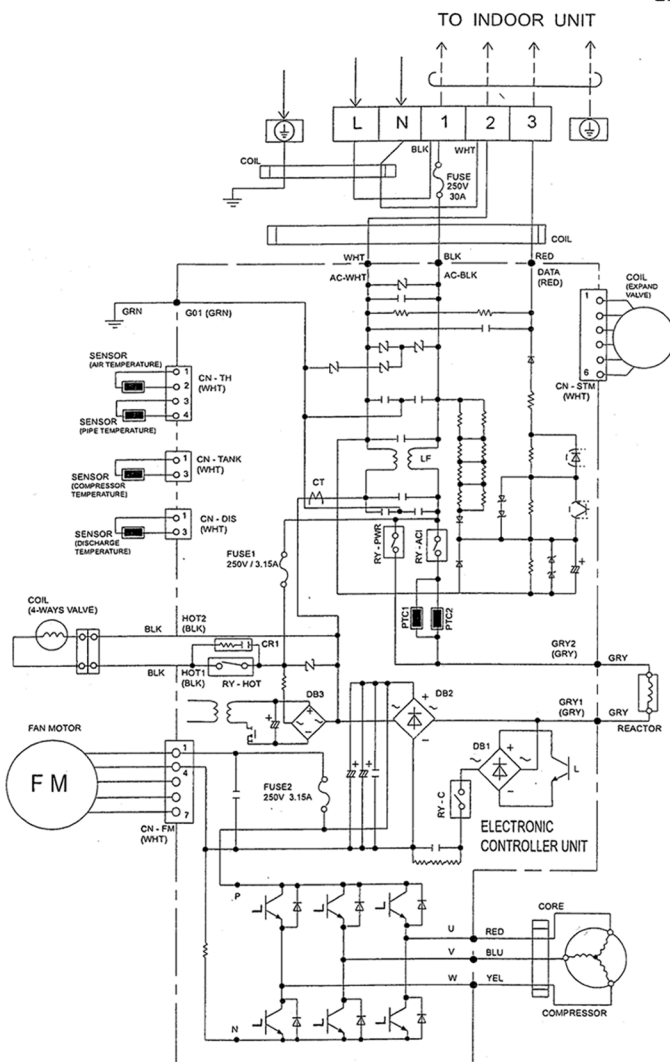 TO INDOOR UNIT
L N 1 2 3
BLK
WHT
COIL
FUSE
250V
30A
COIL
WHT
BLK
RED
AC-WHT
AC-BLK
DATA
(RED)
COIL
(EXPAND
VALVE)
1
6
CN - STM
(WHT)
GRN
G01 (GRN)
SENSOR
(AIR TEMPERATURE)
1
2
3
4
CN - TH
(WHT)
SENSOR
(PIPE TEMPERATURE)
1
3
CN - TANK
(WHT)
SENSOR
(COMPRESSOR
TEMPERATURE)
1
3
CN - DIS
(WHT)
SENSOR
(DISCHARGE
TEMPERATURE)
CT
LF
FUSE1
250V / 3.15A
RY - PWR
RY - ACI
PTC1
PTC2
COIL
(4-WAYS VALVE)
HOT2
(BLK)
BLK
CR1
BLK
HOT1
(BLK)
RY - HOT
GRY2
(GRY)
GRY
GRY1
(GRY)
GRY
REACTOR
DB3
DB2
DB1
FAN MOTOR
F M
1
4
7
CN - FM
(WHT)
FUSE2
250V 3.15A
RY - C
L
ELECTRONIC
CONTROLLER UNIT
P
L L L
U
RED
CORE
V
BLU
W
YEL
COMPRESSOR
N
L L L